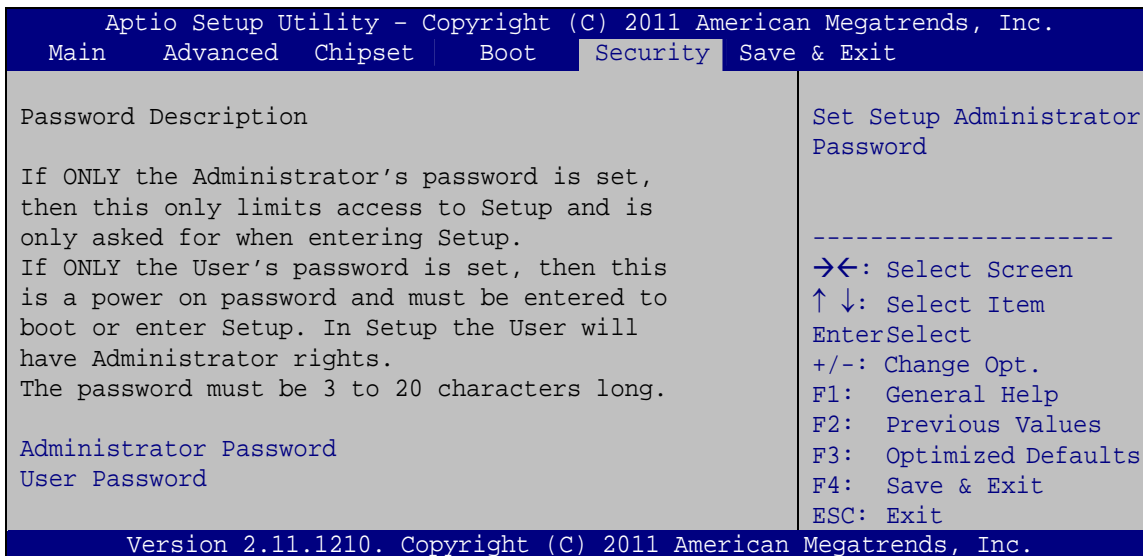 Aptio Setup Utility – Copyright (C) 2011 American Megatrends, Inc.
Main Advanced Chipset Boot Security Save & Exit
Password Description
If ONLY the Administrator’s password is set,
then this only limits access to Setup and is
only asked for when entering Setup.
If ONLY the User’s password is set, then this
is a power on password and must be entered to
boot or enter Setup. In Setup the User will
have Administrator rights.
The password must be 3 to 20 characters long.
Administrator Password
User Password
Set Setup Administrator
Password
---------------------
→←: Select Screen
↑ ↓: Select Item
EnterSelect
+/-: Change Opt.
F1: General Help
F2: Previous Values
F3: Optimized Defaults
F4: Save & Exit
ESC: Exit
Version 2.11.1210. Copyright (C) 2011 American Megatrends, Inc.